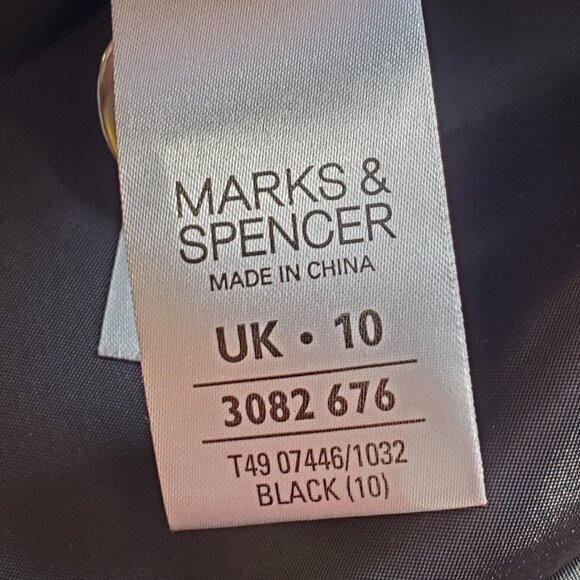 MARKS &
SPENCER
MADE IN CHINA
UK • 10
3082 676
T49 07446/1032
BLACK (10)